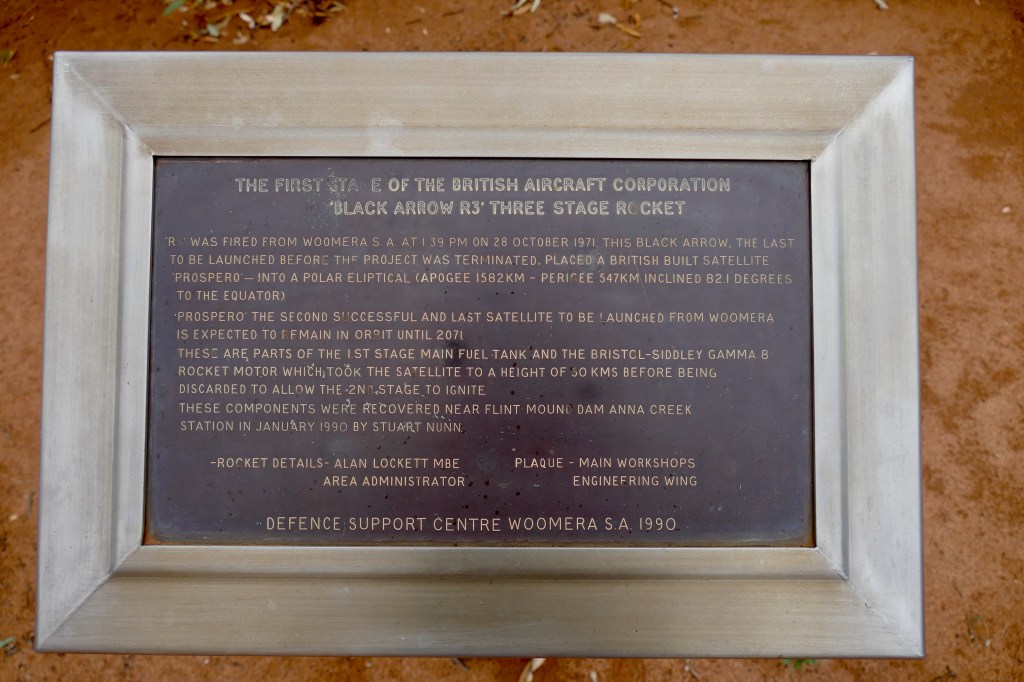 THE FIRST STA E OF THE BRITISH AIRCRAFT CORPORATION
'BLACK ARROW R3' THREE STAGE ROCKET
'R3' WAS FIRED FROM WOOMERA S.A. AT 1.39 PM ON 28 OCTOBER 1971. THIS BLACK ARROW, THE LAST
TO BE LAUNCHED BEFORE THE PROJECT WAS TERMINATED, PLACED A BRITISH BUILT SATELLITE
'PROSPERO' – INTO A POLAR ELIPTICAL (APOGEE 1582KM - PERIGEE 547KM INCLINED 82.1 DEGREES
TO THE EQUATOR)
'PROSPERO' THE SECOND SUCCESSFUL AND LAST SATELLITE TO BE LAUNCHED FROM WOOMERA
IS EXPECTED TO REMAIN IN ORBIT UNTIL 2071
THESE ARE PARTS OF THE 1ST STAGE MAIN FUEL TANK AND THE BRISTOL-SIDDLEY GAMMA 8
ROCKET MOTOR WHICH TOOK THE SATELLITE TO A HEIGHT OF 50 KMS BEFORE BEING
DISCARDED TO ALLOW THE 2ND STAGE TO IGNITE
THESE COMPONENTS WERE RECOVERED NEAR FLINT MOUND DAM ANNA CREEK
STATION IN JANUARY 1990 BY STUART NUNN.
-ROCKET DETAILS- ALAN LOCKETT MBE PLAQUE - MAIN WORKSHOPS
AREA ADMINISTRATOR ENGINEERING WING
DEFENCE SUPPORT CENTRE WOOMERA S.A. 1990